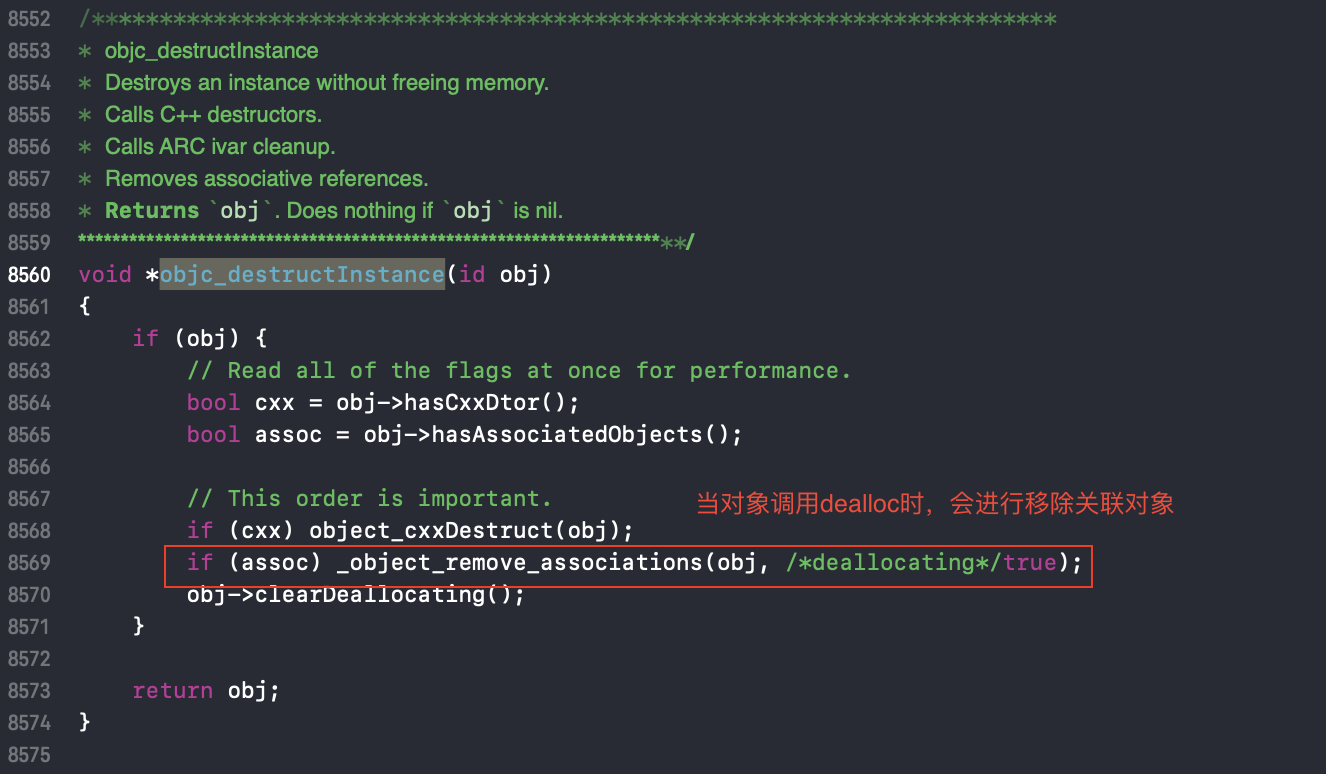 8552 /************************************************************************
8553 * objc_destructInstance
8554 * Destroys an instance without freeing memory.
8555 * Calls C++ destructors.
8556 * Calls ARC ivar cleanup.
8557 * Removes associative references.
8558 * Returns `obj`. Does nothing if `obj` is nil.
8559 **********************************************************************/
8560 void *objc_destructInstance(id obj)
8561 {
8562     if (obj) {
8563         // Read all of the flags at once for performance.
8564         bool cxx = obj->hasCxxDtor();
8565         bool assoc = obj->hasAssociatedObjects();
8566
8567         // This order is important. 当对象调用dealloc时，会进行移除关联对象
8568         if (cxx) object_cxxDestruct(obj);
8569         if (assoc) _object_remove_associations(obj, /*deallocating*/true);
8570         obj->clearDeallocating();
8571     }
8572
8573     return obj;
8574 }
8575